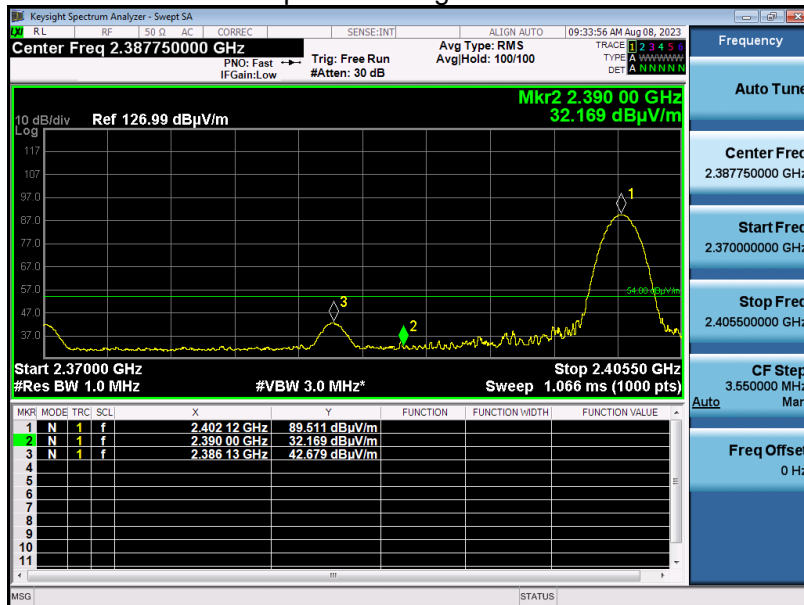 Keysight Spectrum Analyzer - Swept SA
LXI RL RF 50 Ω AC CORREC SENSE:INT ALIGN AUTO 09:33:56 AM Aug 08, 2023
Center Freq 2.387750000 GHz
PNO: Fast
IFGain:Low
Trig: Free Run
#Atten: 30 dB
Avg Type: RMS
Avg|Hold: 100/100
TRACE 1 2 3 4 5 6
TYPE A WWWWW
DET A N N N N N
Mkr2 2.390 00 GHz
32.169 dBµV/m
10 dB/div Ref 126.99 dBµV/m
Log
117
107
97.0
87.0
77.0
67.0
57.0
47.0
37.0
1
2
3
54.00 dBµV/m
Start 2.37000 GHz Stop 2.40550 GHz
#Res BW 1.0 MHz #VBW 3.0 MHz* Sweep 1.066 ms (1000 pts)
MKR MODE TRC SCL X Y FUNCTION FUNCTION WIDTH FUNCTION VALUE
1 N 1 f 2.402 12 GHz 89.511 dBµV/m
2 N 1 f 2.390 00 GHz 32.169 dBµV/m
3 N 1 f 2.386 13 GHz 42.679 dBµV/m
4
5
6
7
8
9
10
11
MSG STATUS
Frequency
Auto Tune
Center Freq
2.387750000 GHz
Start Freq
2.370000000 GHz
Stop Freq
2.405500000 GHz
CF Step
3.550000 MHz
Auto Man
Freq Offset
0 Hz